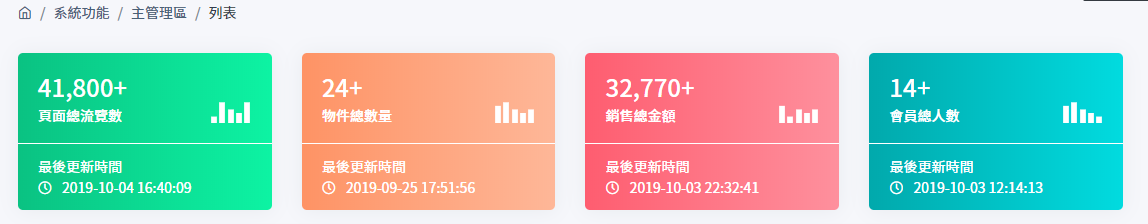 / 系統功能 / 主管理區 / 列表
41,800+
頁面總流覽數
最後更新時間
2019-10-04 16:40:09
24+
物件總數量
最後更新時間
2019-09-25 17:51:56
32,770+
銷售總金額
最後更新時間
2019-10-03 22:32:41
14+
會員總人數
最後更新時間
2019-10-03 12:14:13